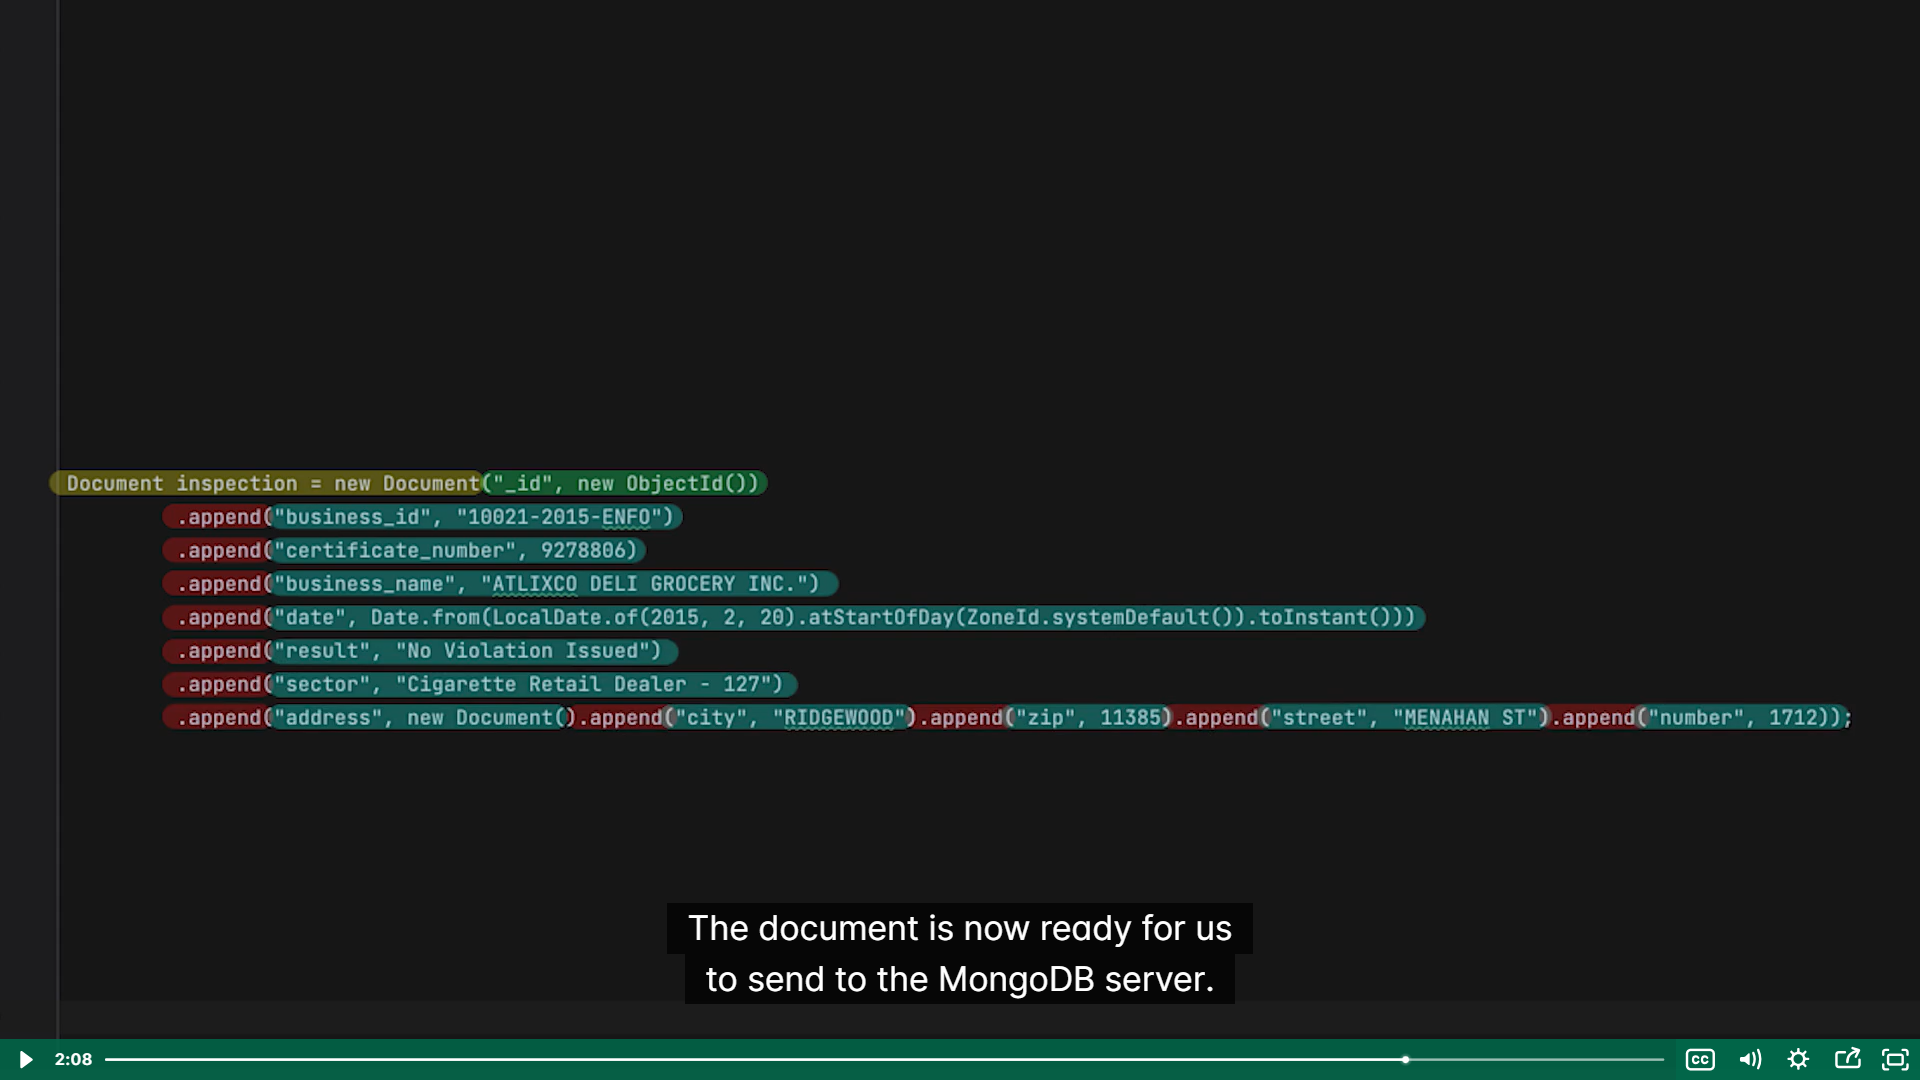 Document inspection = new Document("_id", new ObjectId())
.append("business_id", "10021-2015-ENFO")
.append("certificate_number", 9278806)
.append("business_name", "ATLIXCO DELI GROCERY INC.")
.append("date", Date.from(LocalDate.of(2015, 2, 20).atStartOfDay(ZoneId.systemDefault()).toInstant()))
.append("result", "No Violation Issued")
.append("sector", "Cigarette Retail Dealer - 127")
.append("address", new Document().append("city", "RIDGEWOOD").append("zip", 11385).append("street", "MENAHAN ST").append("number", 1712));
The document is now ready for us
to send to the MongoDB server.
2:08
CC